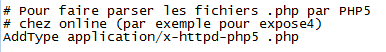 # Pour faire parser les fichiers .php par PHP5
# chez online (par exemple pour expose4)
AddType application/x-httpd-php5 .php